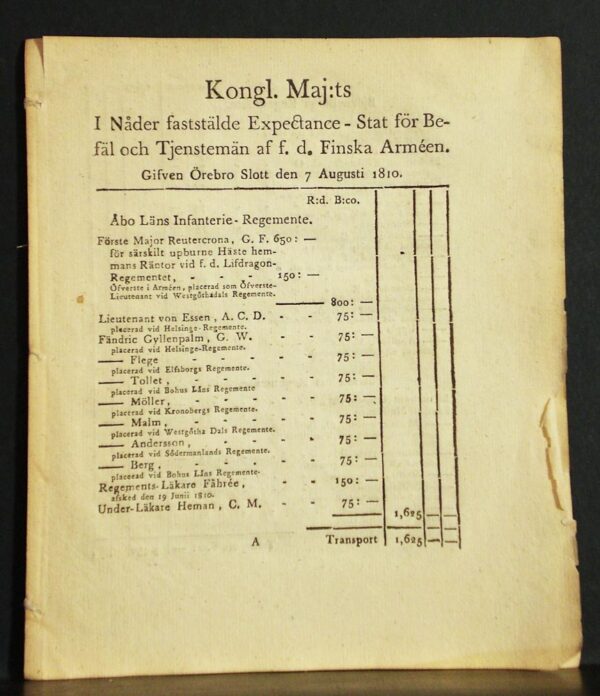 Kongl. Maj:ts
I Nåder faststälde Expectance - Stat för Be-
fäl och Tjenstemän af f. d. Finska Arméen.
Gifven Örebro Slott den 7 Augusti 1810.
R:d. B:co.
Åbo Läns Infanterie-Regemente.
Förste Major Reutercrona, G. F. 650: —
för särskilt upburne Häste hem-
mans Räntor vid f. d. Lifdragon-
Regementet, - - - 150: —
Öfverste i Arméen, placerad som Öfverste-
Lieutenant vid Westgöthadals Regemente.
800: —
Lieutenant von Essen, A. C. D. - - 75: —
placerad vid Helsinge-Regemente.
Fändric Gyllenpalm, G. W. - - 75: —
placerad vid Helsinge-Regemente.
—— Flege - - - - 75: —
placerad vid Elfsborgs Regemente.
—— Tollet, - - - - 75: —
placerad vid Bohus Läns Regemente
—— Möller, - - - - 75: —
placerad vid Kronobergs Regemente.
—— Malm, - - - - 75: —
placerad vid Westgötha Dals Regemente.
—— Andersson, - - - 75: —
placerad vid Södermanlands Regemente.
—— Berg, - - - - 75: —
placerad vid Bohus Läns Regemente.
Regements-Läkare Fåhrée, - - 150: —
afsked den 19 Junii 1810.
Under-Läkare Heman, C. M. - - 75: —
1,625 — —
A Transport 1,625 — —